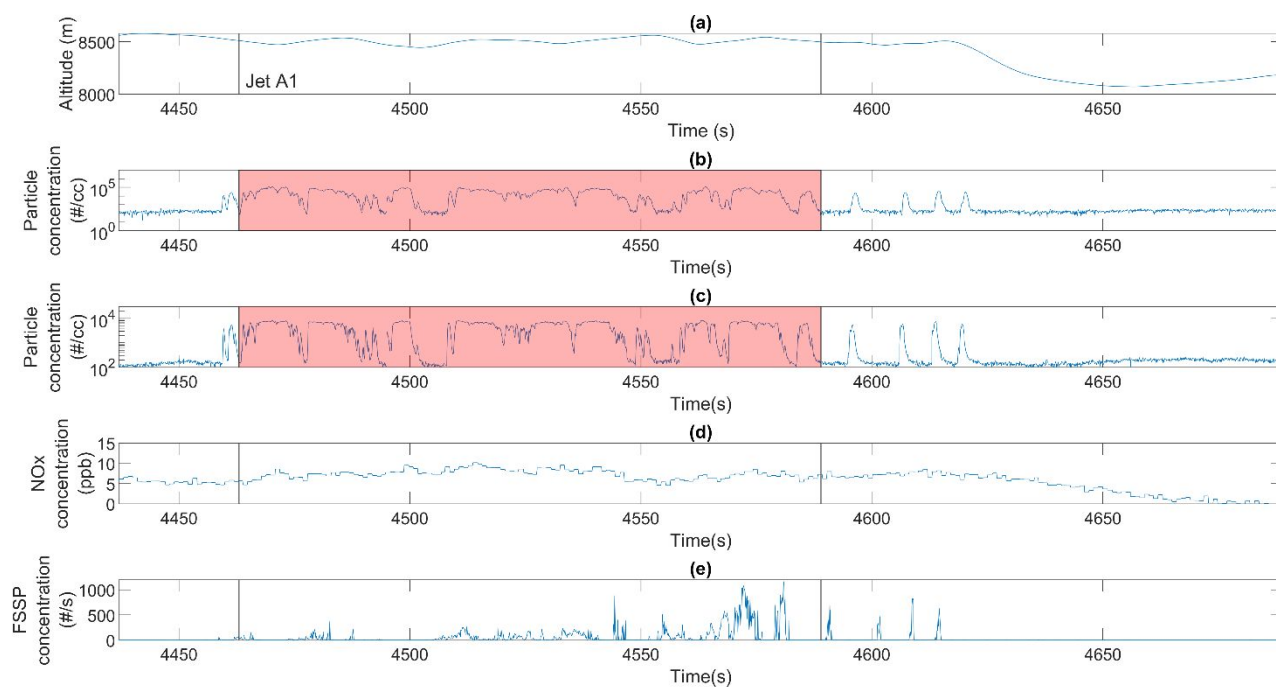 (a)
Altitude (m)
8500
8000
Jet A1
4450 4500 4550 4600 4650
Time (s)
(b)
Particle
concentration
(#/cc)
10^5
10^0
4450 4500 4550 4600 4650
Time(s)
(c)
Particle
concentration
(#/cc)
10^4
10^2
4450 4500 4550 4600 4650
Time(s)
(d)
NOx
concentration
(ppb)
15
10
5
0
4450 4500 4550 4600 4650
Time(s)
(e)
FSSP
concentration
(#/s)
1000
500
0
4450 4500 4550 4600 4650
Time(s)